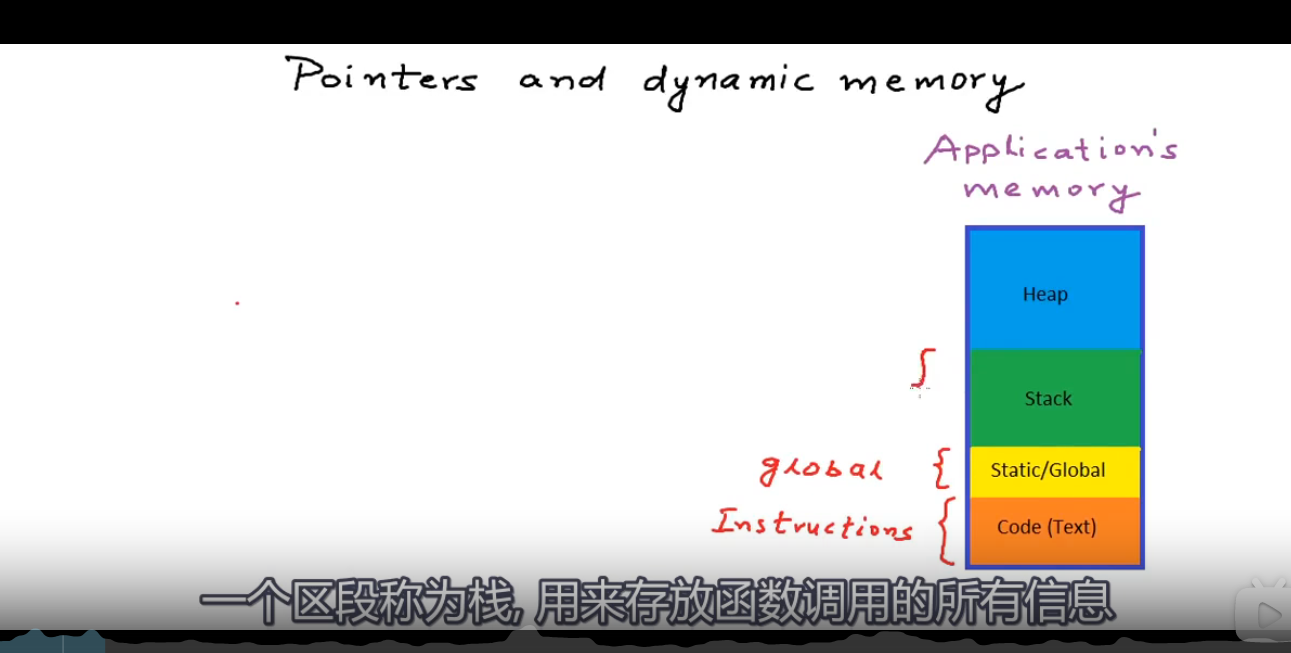 Pointers and dynamic memory
Application's
memory
Heap
Stack
global
Static/Global
Instructions
Code (Text)
一个区段称为栈, 用来存放函数调用的所有信息